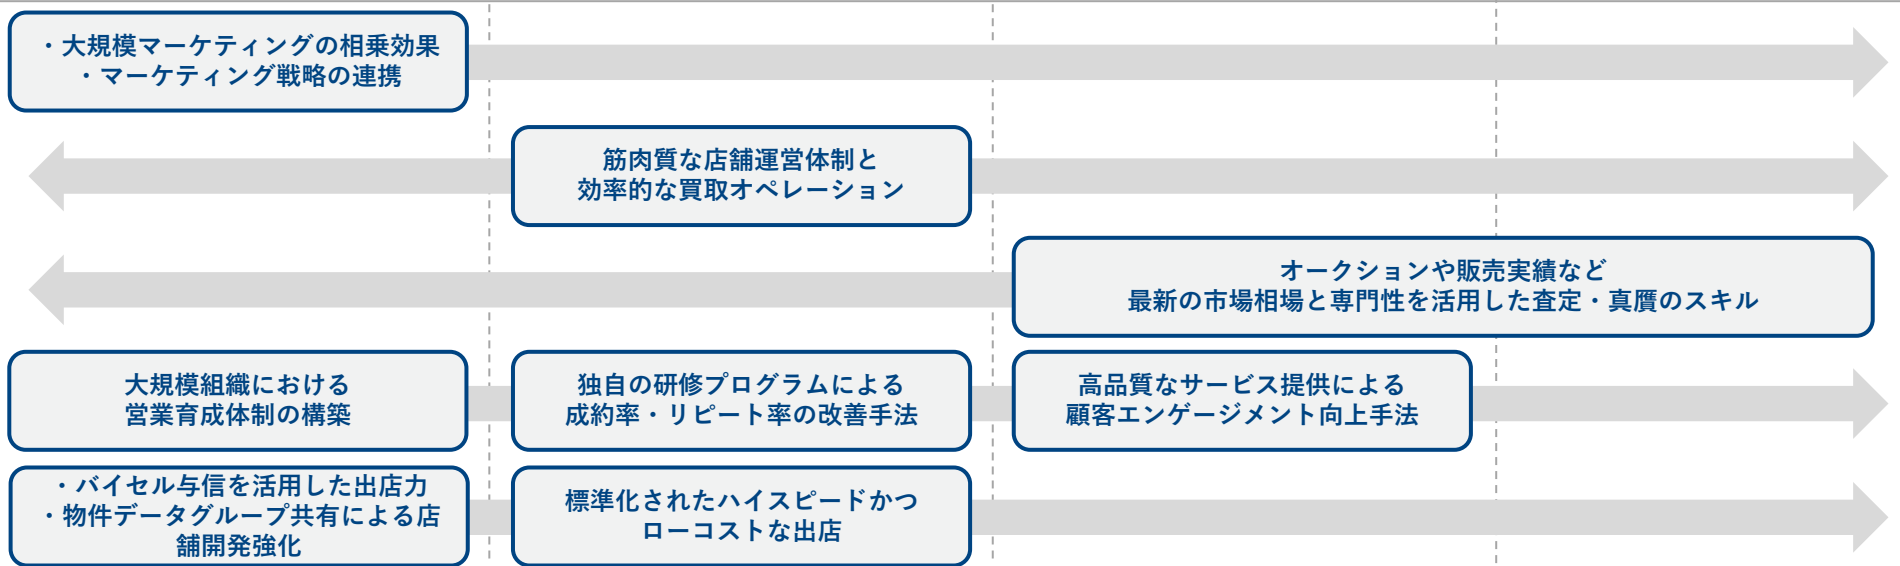 ・大規模マーケティングの相乗効果
・マーケティング戦略の連携
筋肉質な店舗運営体制と
効率的な買取オペレーション
オークションや販売実績など
最新の市場相場と専門性を活用した査定・真贋のスキル
大規模組織における
営業育成体制の構築
独自の研修プログラムによる
成約率・リピート率の改善手法
高品質なサービス提供による
顧客エンゲージメント向上手法
・バイセル与信を活用した出店力
・物件データグループ共有による店
舗開発強化
標準化されたハイスピードかつ
ローコストな出店